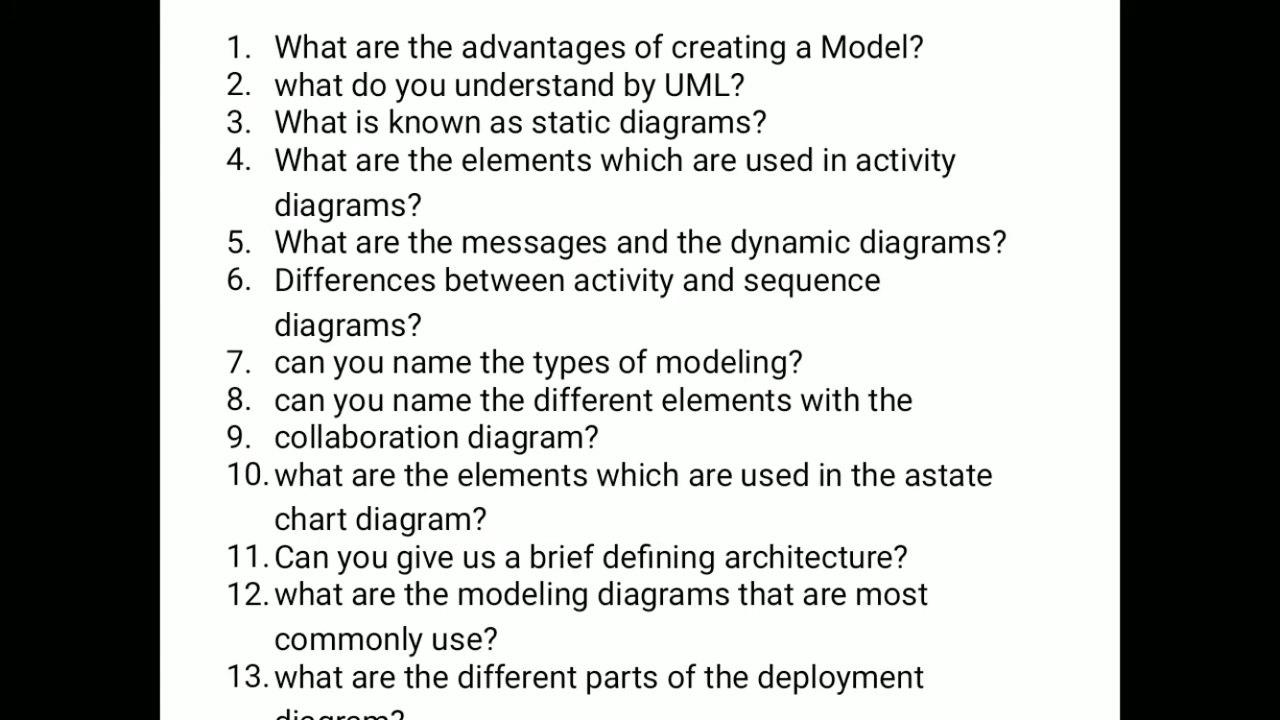 1. What are the advantages of creating a Model?
2. what do you understand by UML?
3. What is known as static diagrams?
4. What are the elements which are used in activity
diagrams?
5. What are the messages and the dynamic diagrams?
6. Differences between activity and sequence
diagrams?
7. can you name the types of modeling?
8. can you name the different elements with the
9. collaboration diagram?
10. what are the elements which are used in the astate
chart diagram?
11. Can you give us a brief defining architecture?
12. what are the modeling diagrams that are most
commonly use?
13. what are the different parts of the deployment
diagram?